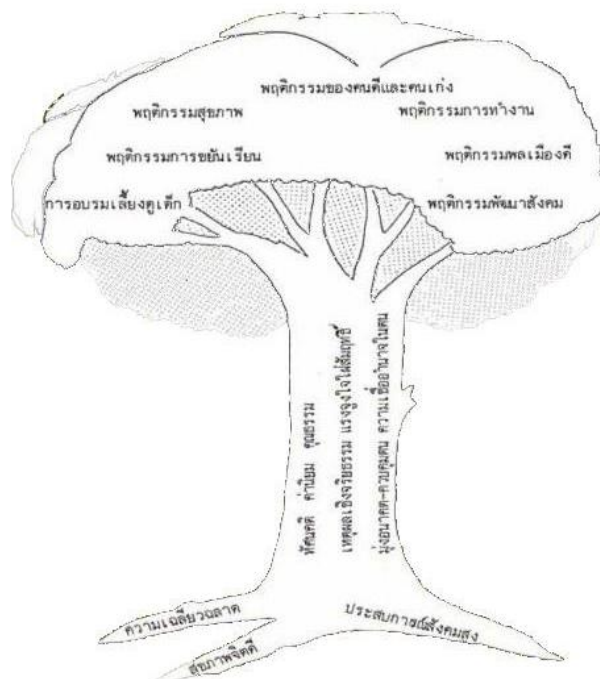 พฤติกรรมของคนดีและคนเก่ง
พฤติกรรมสุขภาพ
พฤติกรรมการทำงาน
พฤติกรรมการขยันเรียน
พฤติกรรมพลเมืองดี
การอบรมเลี้ยงดูเด็ก
พฤติกรรมพัฒนาสังคม
ทัศนคติ ค่านิยม คุณธรรม
เหตุผลเชิงจริยธรรม แรงจูงใจใฝ่สัมฤทธิ์
มุ่งอนาคต-ควบคุมตน ความเชื่ออำนาจในตน
ความเฉลียวฉลาด
ประสบการณ์สังคมสูง
สุขภาพจิตดี